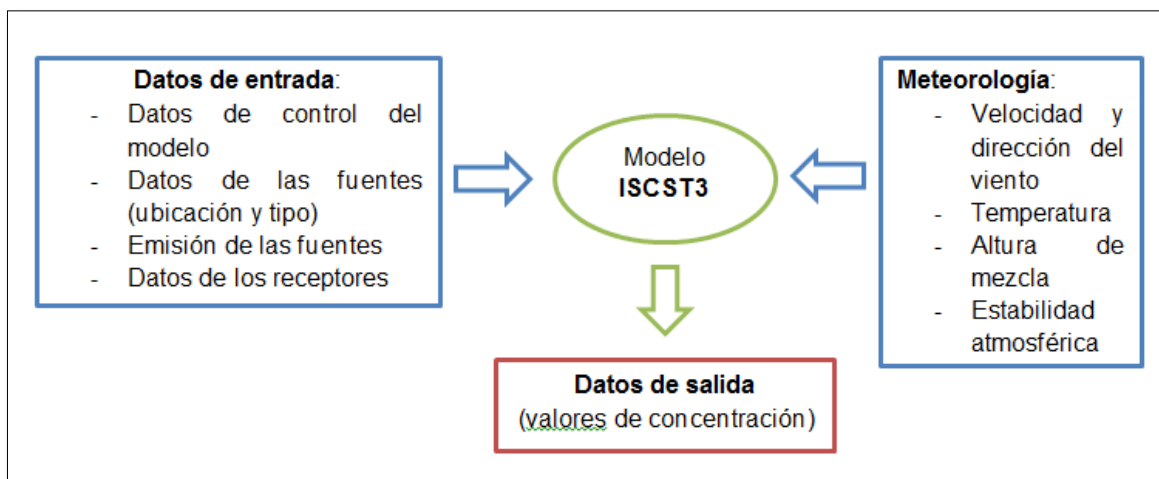 Datos de entrada:
- Datos de control del
modelo
- Datos de las fuentes
(ubicación y tipo)
- Emisión de las fuentes
- Datos de los receptores
Modelo
ISCST3
Meteorología:
- Velocidad y
dirección del
viento
- Temperatura
- Altura de
mezcla
- Estabilidad
atmosférica
Datos de salida
(valores de concentración)